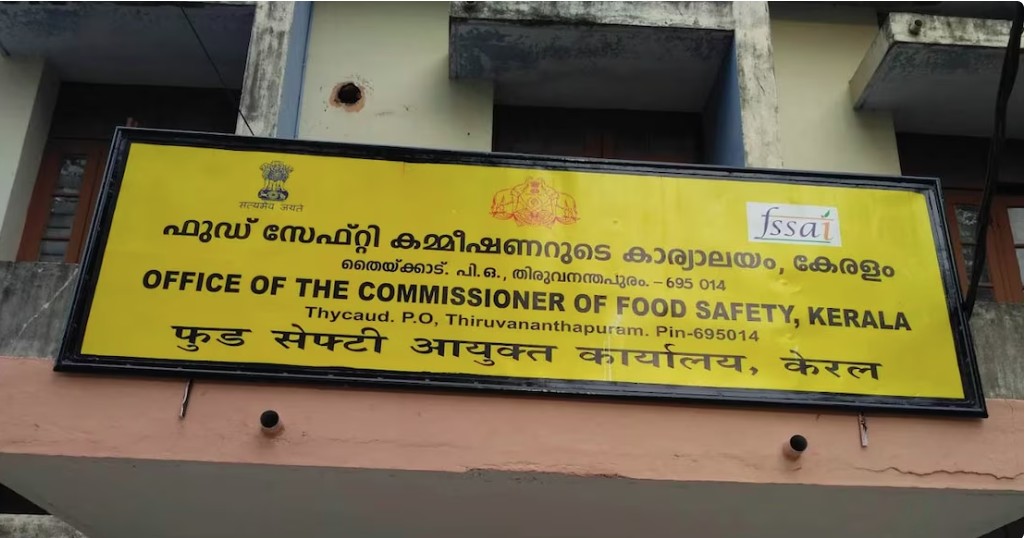 सत्यमेव जयते
fssai
ഫുഡ് സേഫ്റ്റി കമ്മീഷണറുടെ കാര്യാലയം, കേരളം
തൈയ്ക്കാട്. പി.ഒ., തിരുവനന്തപുരം. – 695 014
OFFICE OF THE COMMISSIONER OF FOOD SAFETY, KERALA
Thycaud. P.O, Thiruvananthapuram. Pin-695014
फुड सेफ्टी आयुक्त कार्यालय, केरल